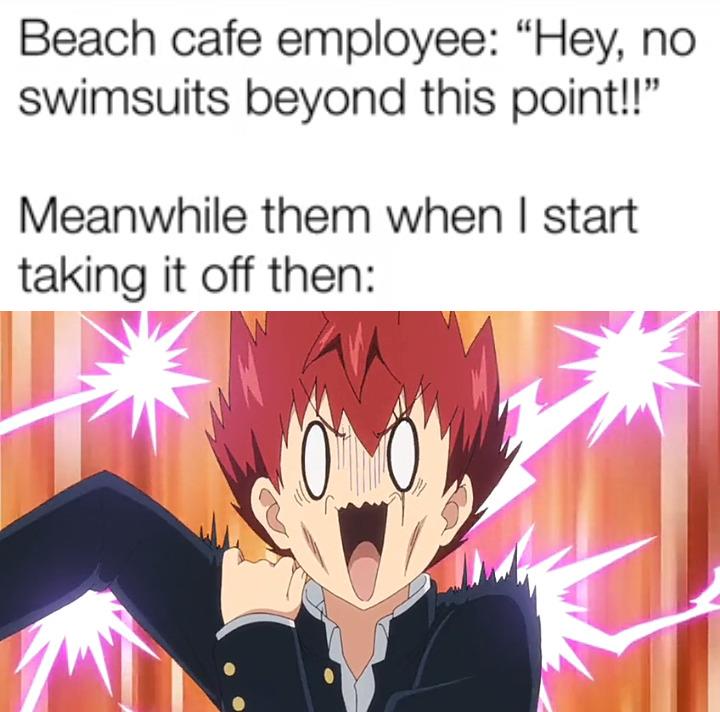 Beach cafe employee: “Hey, no
swimsuits beyond this point!!”
Meanwhile them when I start
taking it off then: